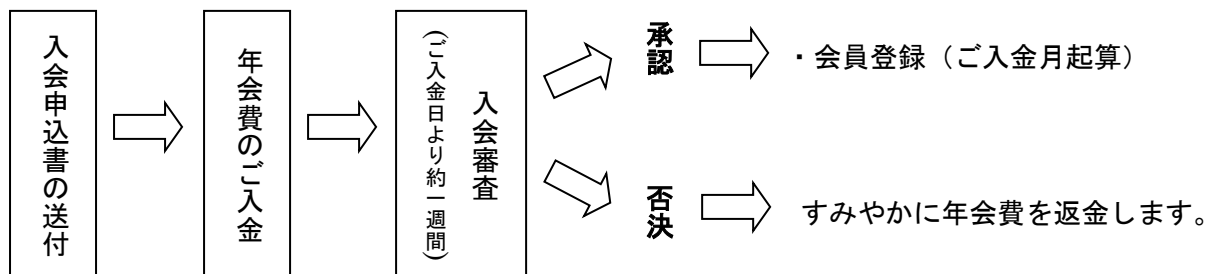 入会申込書の送付
年会費のご入金
入会審査
（ご入金日より約一週間）
承認
・会員登録（ご入金月起算）
否決
すみやかに年会費を返金します。